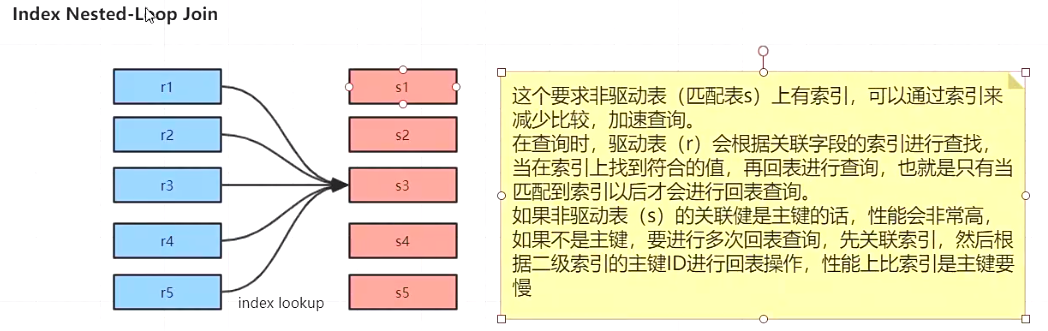 Index Nested-Loop Join
r1
s1
r2
s2
r3
s3
r4
s4
r5
s5
index lookup
这个要求非驱动表（匹配表s）上有索引，可以通过索引来
减少比较，加速查询。
在查询时，驱动表（r）会根据关联字段的索引进行查找，
当在索引上找到符合的值，再回表进行查询，也就是只有当
匹配到索引以后才会进行回表查询。
如果非驱动表（s）的关联健是主键的话，性能会非常高，
如果不是主键，要进行多次回表查询，先关联索引，然后根
据二级索引的主键ID进行回表操作，性能上比索引是主键要
慢